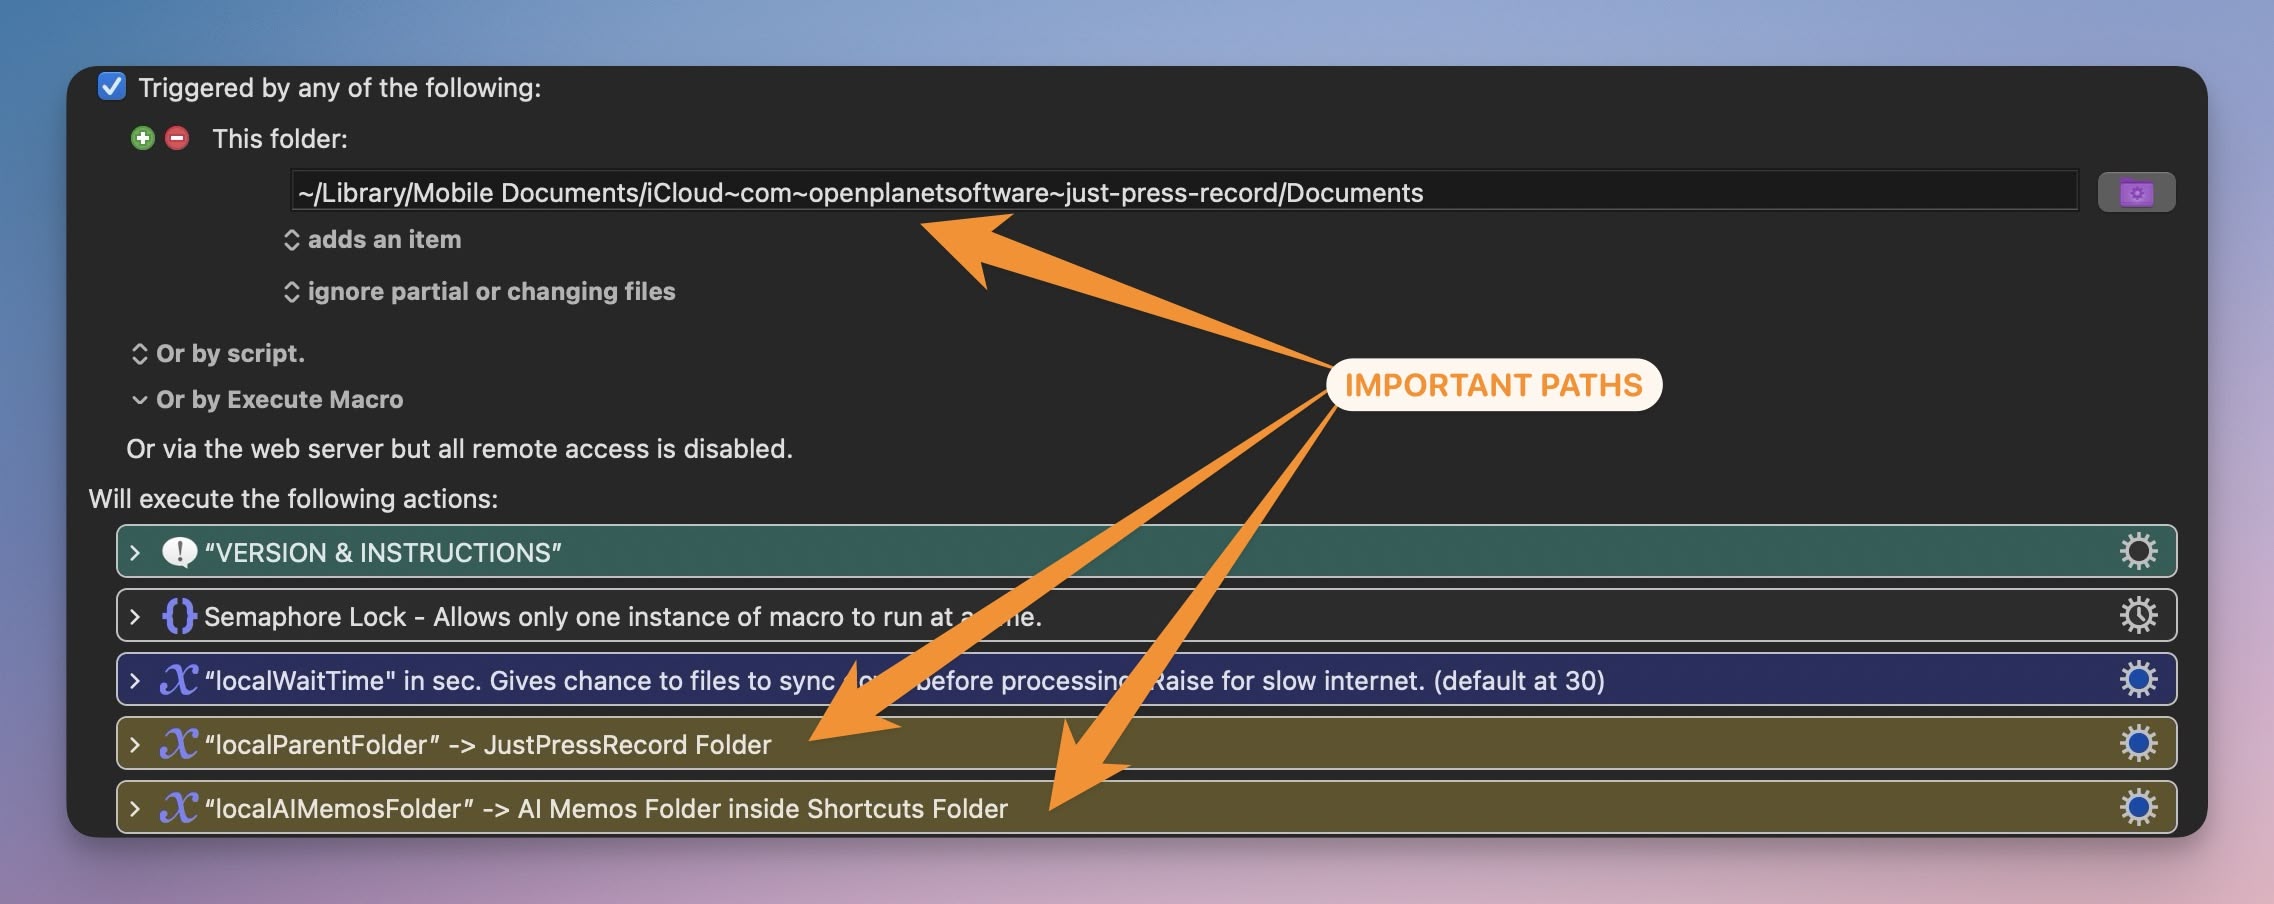 Triggered by any of the following:
This folder:
~/Library/Mobile Documents/iCloud~com~openplanetsoftware~just-press-record/Documents
adds an item
ignore partial or changing files
Or by script.
IMPORTANT PATHS
Or by Execute Macro
Or via the web server but all remote access is disabled.
Will execute the following actions:
“VERSION & INSTRUCTIONS”
Semaphore Lock - Allows only one instance of macro to run at a
“localWaitTime" in sec. Gives chance to files to sync before processing. Raise for slow internet. (default at 30)
“localParentFolder” -> JustPressRecord Folder
“localAIMemosFolder” -> AI Memos Folder inside Shortcuts Folder